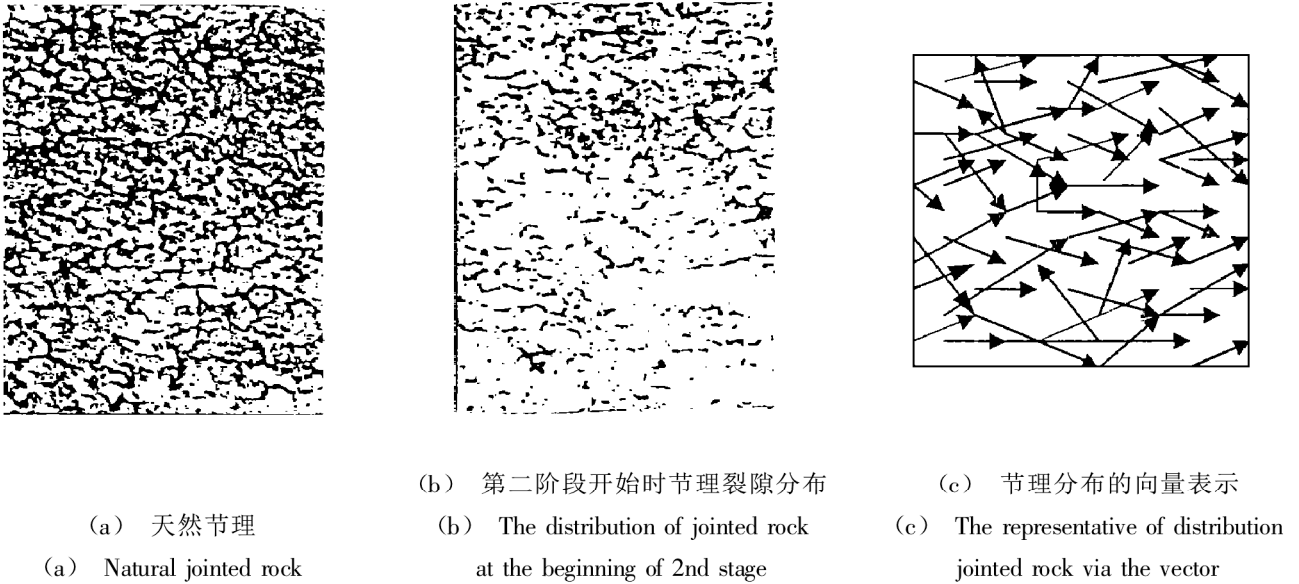 （a） 天然节理
（a） Natural jointed rock
（b） 第二阶段开始时节理裂隙分布
（b） The distribution of jointed rock
at the beginning of 2nd stage
（c） 节理分布的向量表示
（c） The representative of distribution
jointed rock via the vector